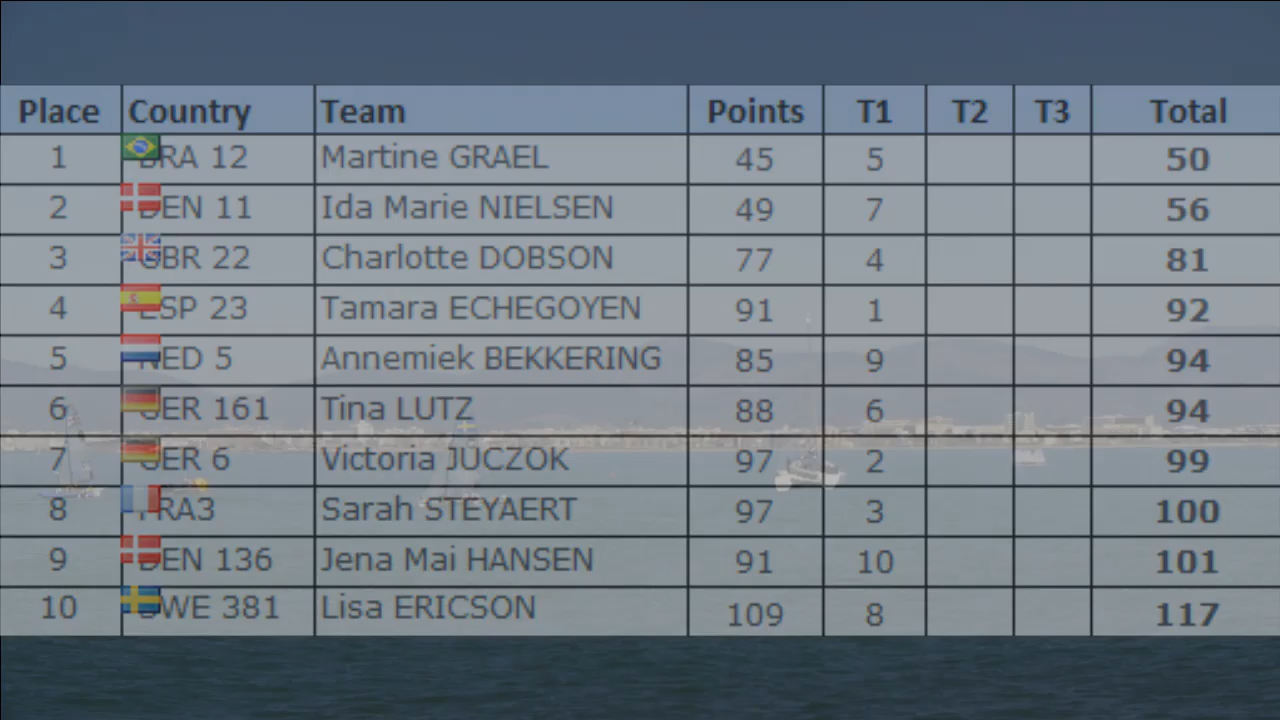 Place Country Team Points T1 T2 T3 Total
1 BRA 12 Martine GRAEL 45 5 50
2 DEN 11 Ida Marie NIELSEN 49 7 56
3 GBR 22 Charlotte DOBSON 77 4 81
4 ESP 23 Tamara ECHEGOYEN 91 1 92
5 NED 5 Annemiek BEKKERING 85 9 94
6 GER 161 Tina LUTZ 88 6 94
7 GER 6 Victoria JUCZOK 97 2 99
8 FRA3 Sarah STEYAERT 97 3 100
9 DEN 136 Jena Mai HANSEN 91 10 101
10 SWE 381 Lisa ERICSON 109 8 117